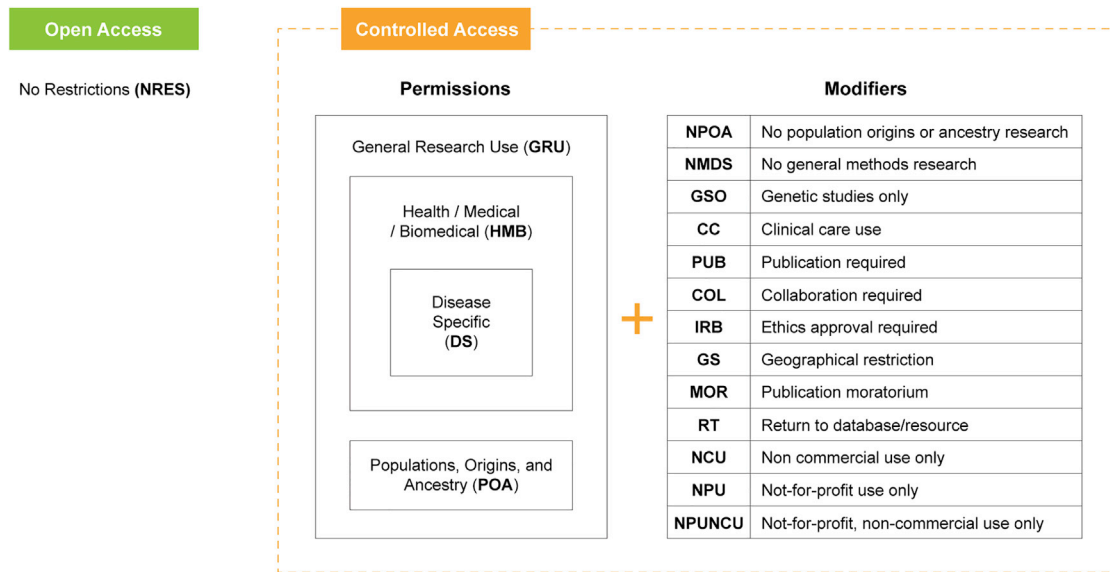 Open Access
No Restrictions (NRES)
Controlled Access
Permissions
General Research Use (GRU)
Health / Medical
/ Biomedical (HMB)
Disease
Specific
(DS)
Populations, Origins, and
Ancestry (POA)
+
Modifiers
NPOA No population origins or ancestry research
NMDS No general methods research
GSO Genetic studies only
CC Clinical care use
PUB Publication required
COL Collaboration required
IRB Ethics approval required
GS Geographical restriction
MOR Publication moratorium
RT Return to database/resource
NCU Non commercial use only
NPU Not-for-profit use only
NPUNCU Not-for-profit, non-commercial use only